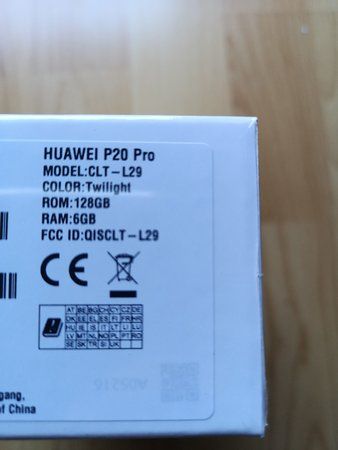 HUAWEI P20 Pro
MODEL:CLT-L29
COLOR:Twilight
ROM:128GB
RAM:6GB
FCC ID:QISCLT-L29
CE
AT BE BG CH CY CZ DE
DK EE EL ES FI FR HR
HU IE IS IT LT LI LU
LV MT NL NO PL PT RO
SE SK TR SI UK
AD5216
gang,
of China